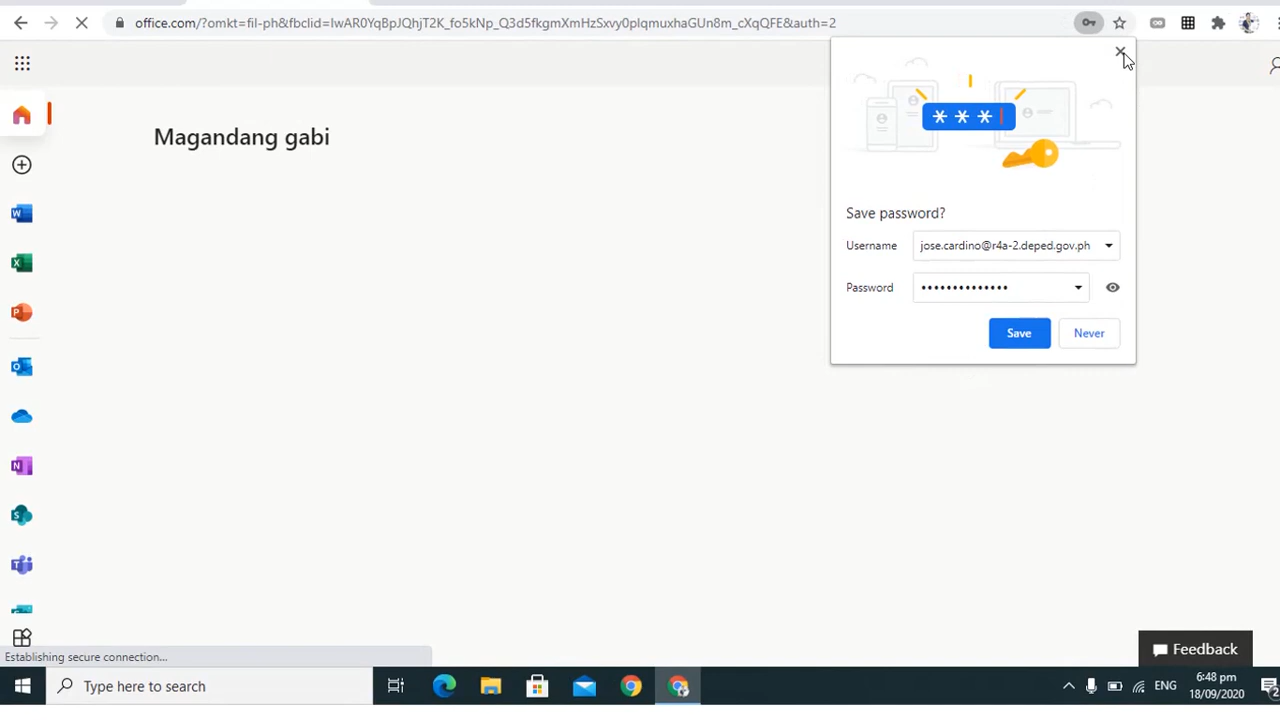 office.com/?omkt=fil-ph&fbclid=IwAR0YqBpJQhjT2K_fo5kNp_Q3d5fkgmXmHzSxvy0pIqmuxhaGUn8m_cXqQFE&auth=2
Magandang gabi
* * *
Save password?
Username jose.cardino@r4a-2.deped.gov.ph
Password ••••••••••••••
Save Never
Feedback
Establishing secure connection...
Type here to search
ENG
6:48 pm
18/09/2020
2